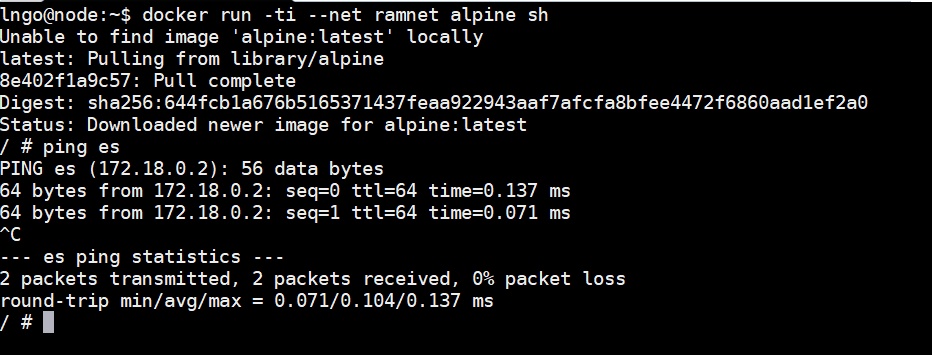 lngo@node:~$ docker run -ti --net ramnet alpine sh
Unable to find image 'alpine:latest' locally
latest: Pulling from library/alpine
8e402f1a9c57: Pull complete
Digest: sha256:644fcb1a676b5165371437feaa922943aaf7afcfa8bfee4472f6860aad1ef2a0
Status: Downloaded newer image for alpine:latest
/ # ping es
PING es (172.18.0.2): 56 data bytes
64 bytes from 172.18.0.2: seq=0 ttl=64 time=0.137 ms
64 bytes from 172.18.0.2: seq=1 ttl=64 time=0.071 ms
^C
--- es ping statistics ---
2 packets transmitted, 2 packets received, 0% packet loss
round-trip min/avg/max = 0.071/0.104/0.137 ms
/ #